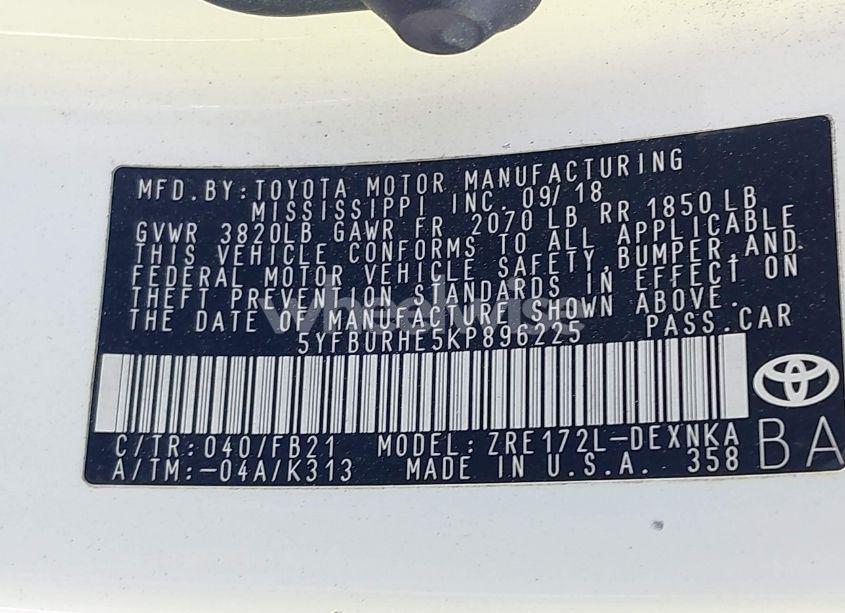 MFD.BY:TOYOTA MOTOR MANUFACTURING
MISSISSIPPI INC. 09/18
GVWR 3820LB GAWR FR 2070 LB RR 1850 LB
THIS VEHICLE CONFORMS TO ALL APPLICABLE
FEDERAL MOTOR VEHICLE SAFETY, BUMPER, AND
THEFT PREVENTION STANDARDS IN EFFECT ON
THE DATE OF MANUFACTURE SHOWN ABOVE.
5YFBURHE5KP896225 PASS.CAR
C/TR:040/FB21 MODEL:ZRE172L-DEXNKA
A/TM:-04A/K313 MADE IN U.S.A. 358
BA
Wheelwise